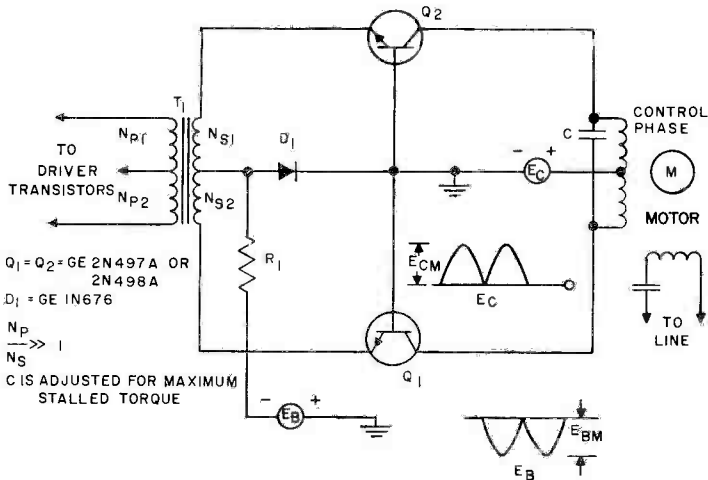 Q2
T1
NP1
NS1
D1
C
CONTROL
PHASE
TO
DRIVER
TRANSISTORS
- EC +
M
NP2
NS2
MOTOR
R1
ECM
EC
Q1 = Q2 = GE 2N497A OR
2N498A
D1 = GE IN676
NP
NS
>> 1
TO
LINE
C IS ADJUSTED FOR MAXIMUM
STALLED TORQUE
Q1
- EB +
EBM
EB